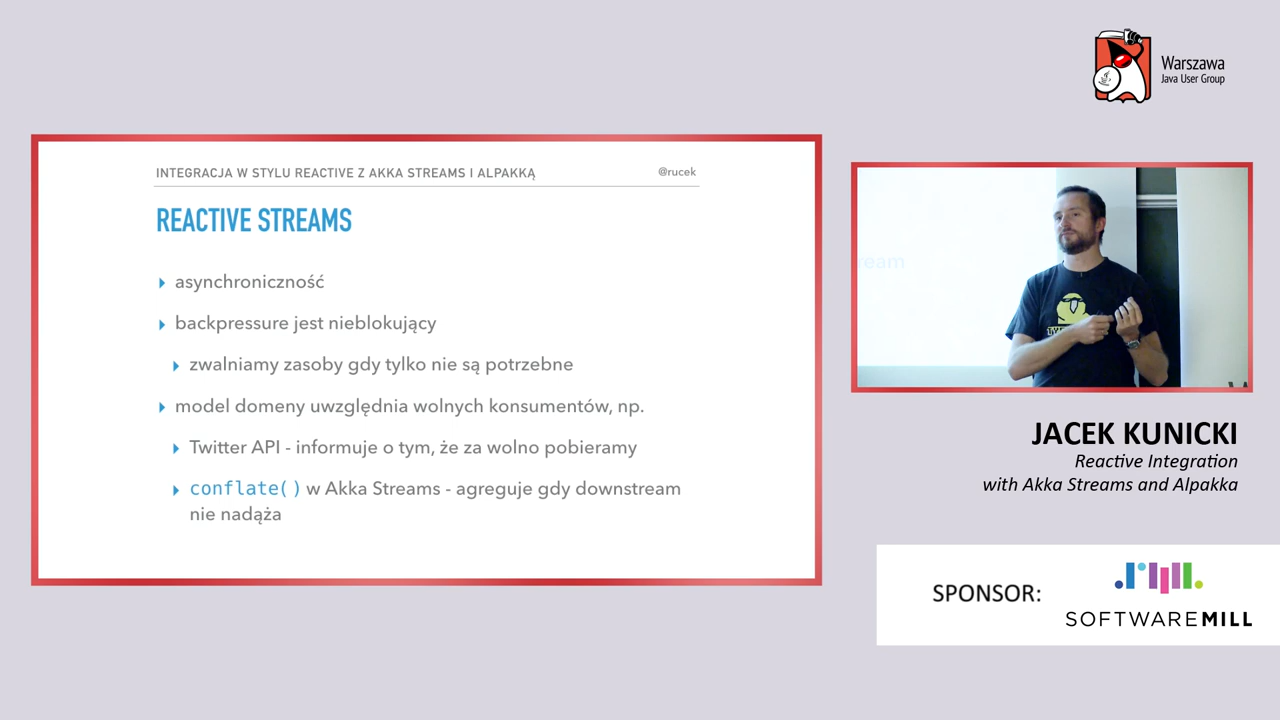 Warszawa
Java User Group
INTEGRACJA W STYLU REACTIVE Z AKKA STREAMS I ALPAKKĄ
@rucek
REACTIVE STREAMS
asynchroniczność
backpressure jest nieblokujący
zwalniamy zasoby gdy tylko nie są potrzebne
model domeny uwzględnia wolnych konsumentów, np.
Twitter API - informuje o tym, że za wolno pobieramy
conflate() w Akka Streams - agreguje gdy downstream
nie nadąża
ream
JACEK KUNICKI
Reactive Integration
with Akka Streams and Alpakka
SPONSOR:
SOFTWAREMILL